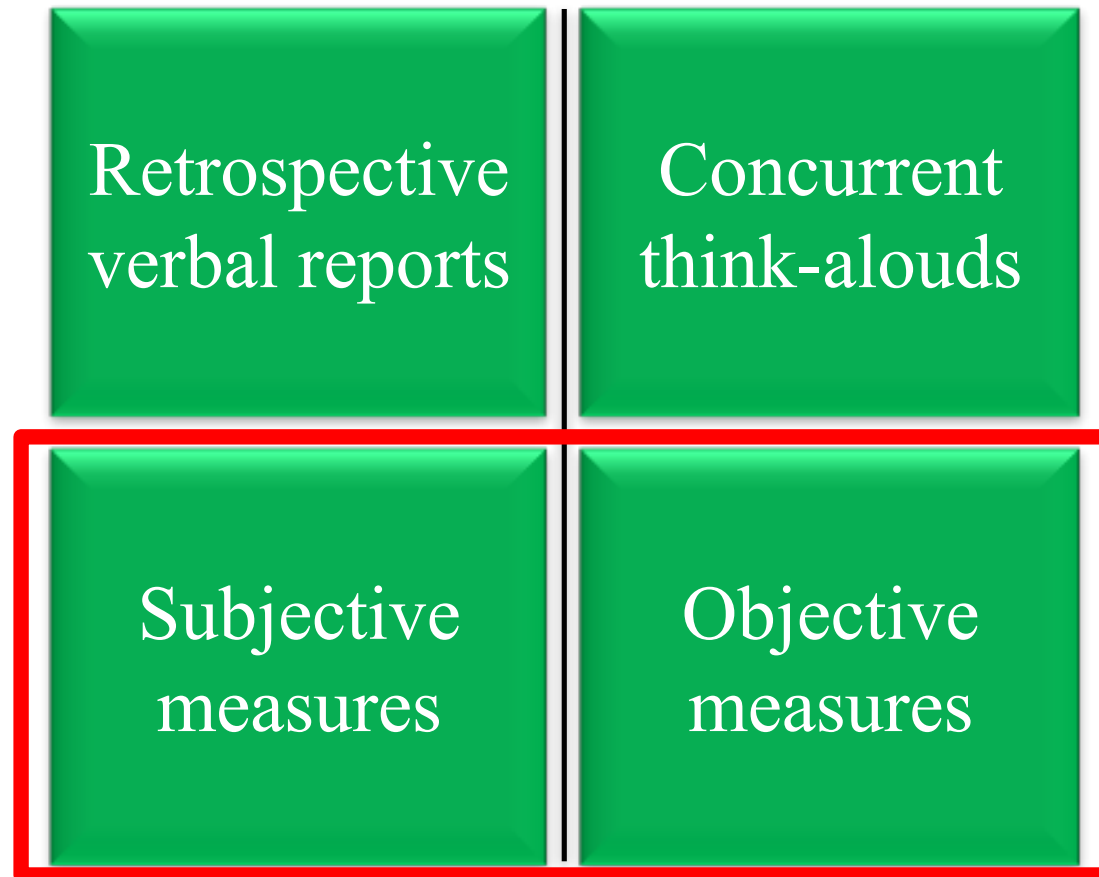 Retrospective
verbal reports
Concurrent
think-alouds
Subjective
measures
Objective
measures